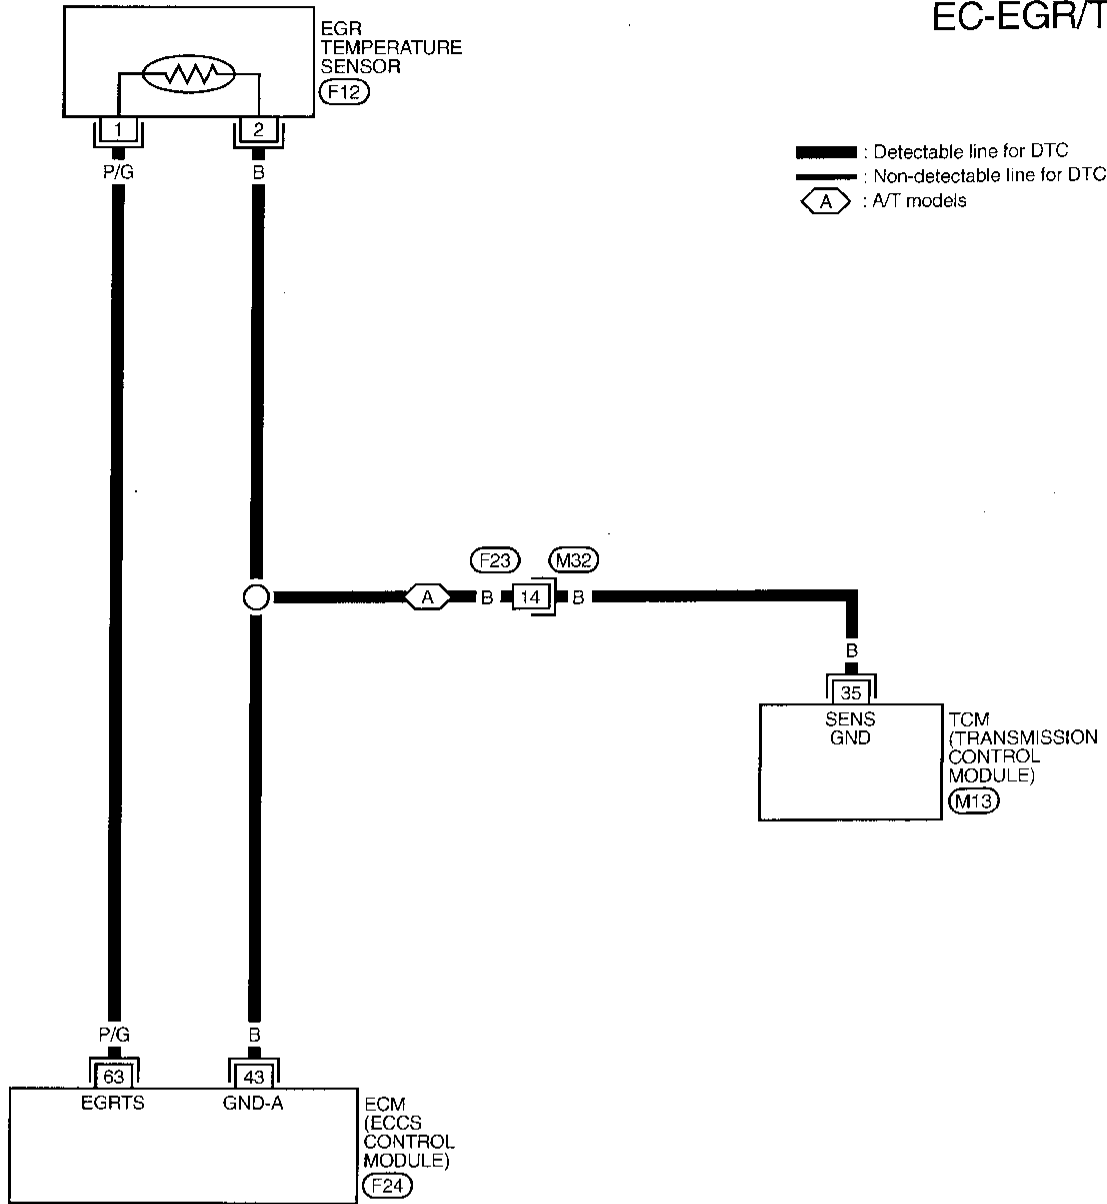 EC-EGR/T
EGR
TEMPERATURE
SENSOR
F12
1
2
P/G
B
: Detectable line for DTC
: Non-detectable line for DTC
A
: A/T models
F23
M32
A
B
14
B
B
35
SENS
GND
TCM
(TRANSMISSION
CONTROL
MODULE)
M13
P/G
B
63
43
EGRTS
GND-A
ECM
(ECCS
CONTROL
MODULE)
F24